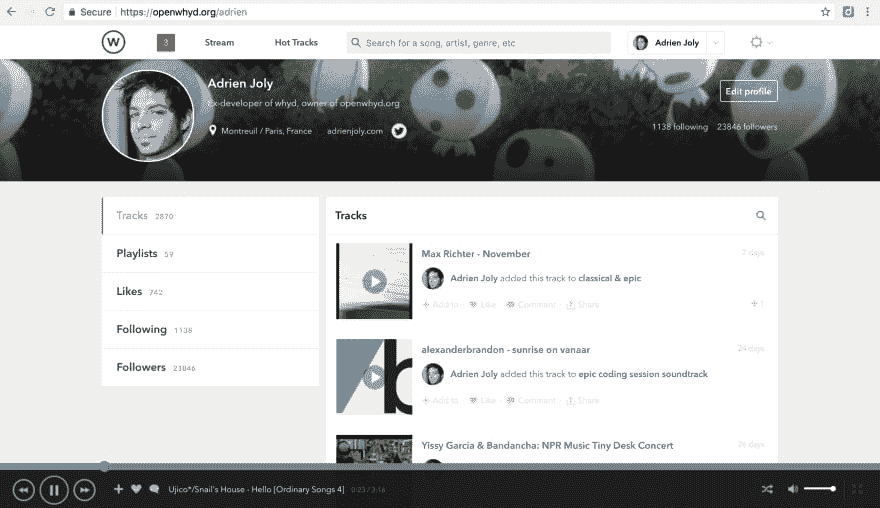 Secure https://openwhyd.org/adrien
W 3 Stream Hot Tracks Search for a song, artist, genre, etc Adrien Joly
Adrien Joly
Edit profile
Ex-developer of whyd, owner of openwhyd.org
Montreuil / Paris, France adrienjoly.com 1138 following 23846 followers
Tracks 2870
Playlists 59
Likes 742
Following 1138
Followers 23846
Tracks
Max Richter - November 7 days
Adrien Joly added this track to classical & epic
Add to · Like · Comment · Share 1
alexanderbrandon - sunrise on vanaar 24 days
Adrien Joly added this track to epic coding session soundtrack
Add to · Like · Comment · Share
Yissy García & Bandancha: NPR Music Tiny Desk Concert 26 days
Ujico*/Snail's House - Hello [Ordinary Songs 4] 0:23 / 3:16